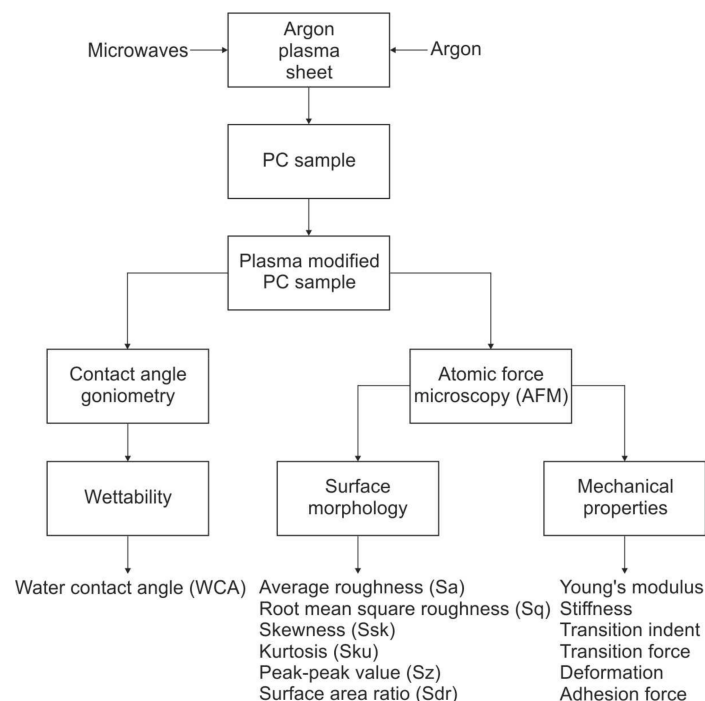 Microwaves
Argon
plasma
sheet
Argon
PC sample
Plasma modified
PC sample
Contact angle
goniometry
Atomic force
microscopy (AFM)
Wettability
Surface
morphology
Mechanical
properties
Water contact angle (WCA)
Average roughness (Sa)
Root mean square roughness (Sq)
Skewness (Ssk)
Kurtosis (Sku)
Peak-peak value (Sz)
Surface area ratio (Sdr)
Young's modulus
Stiffness
Transition indent
Transition force
Deformation
Adhesion force